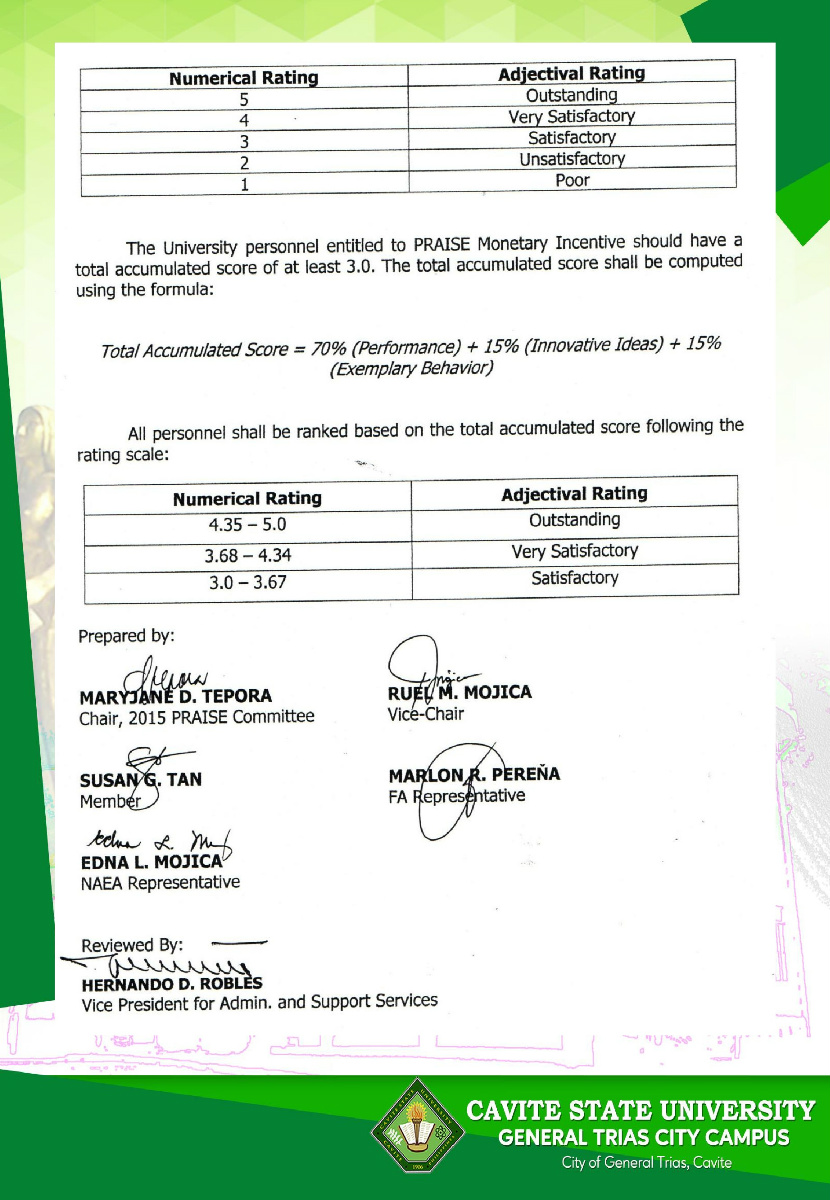 Numerical Rating Adjectival Rating
5 Outstanding
4 Very Satisfactory
3 Satisfactory
2 Unsatisfactory
1 Poor
The University personnel entitled to PRAISE Monetary Incentive should have a
total accumulated score of at least 3.0. The total accumulated score shall be computed
using the formula:
Total Accumulated Score = 70% (Performance) + 15% (Innovative Ideas) + 15%
(Exemplary Behavior)
All personnel shall be ranked based on the total accumulated score following the
rating scale:
Numerical Rating Adjectival Rating
4.35 – 5.0 Outstanding
3.68 – 4.34 Very Satisfactory
3.0 – 3.67 Satisfactory
Prepared by:
MARYJANE D. TEPORA RUEL M. MOJICA
Chair, 2015 PRAISE Committee Vice-Chair
SUSAN G. TAN MARLON R. PEREÑA
Member FA Representative
EDNA L. MOJICA
NAEA Representative
Reviewed By:
HERNANDO D. ROBLES
Vice President for Admin. and Support Services
CAVITE STATE UNIVERSITY
GENERAL TRIAS CITY CAMPUS
City of General Trias, Cavite
1906